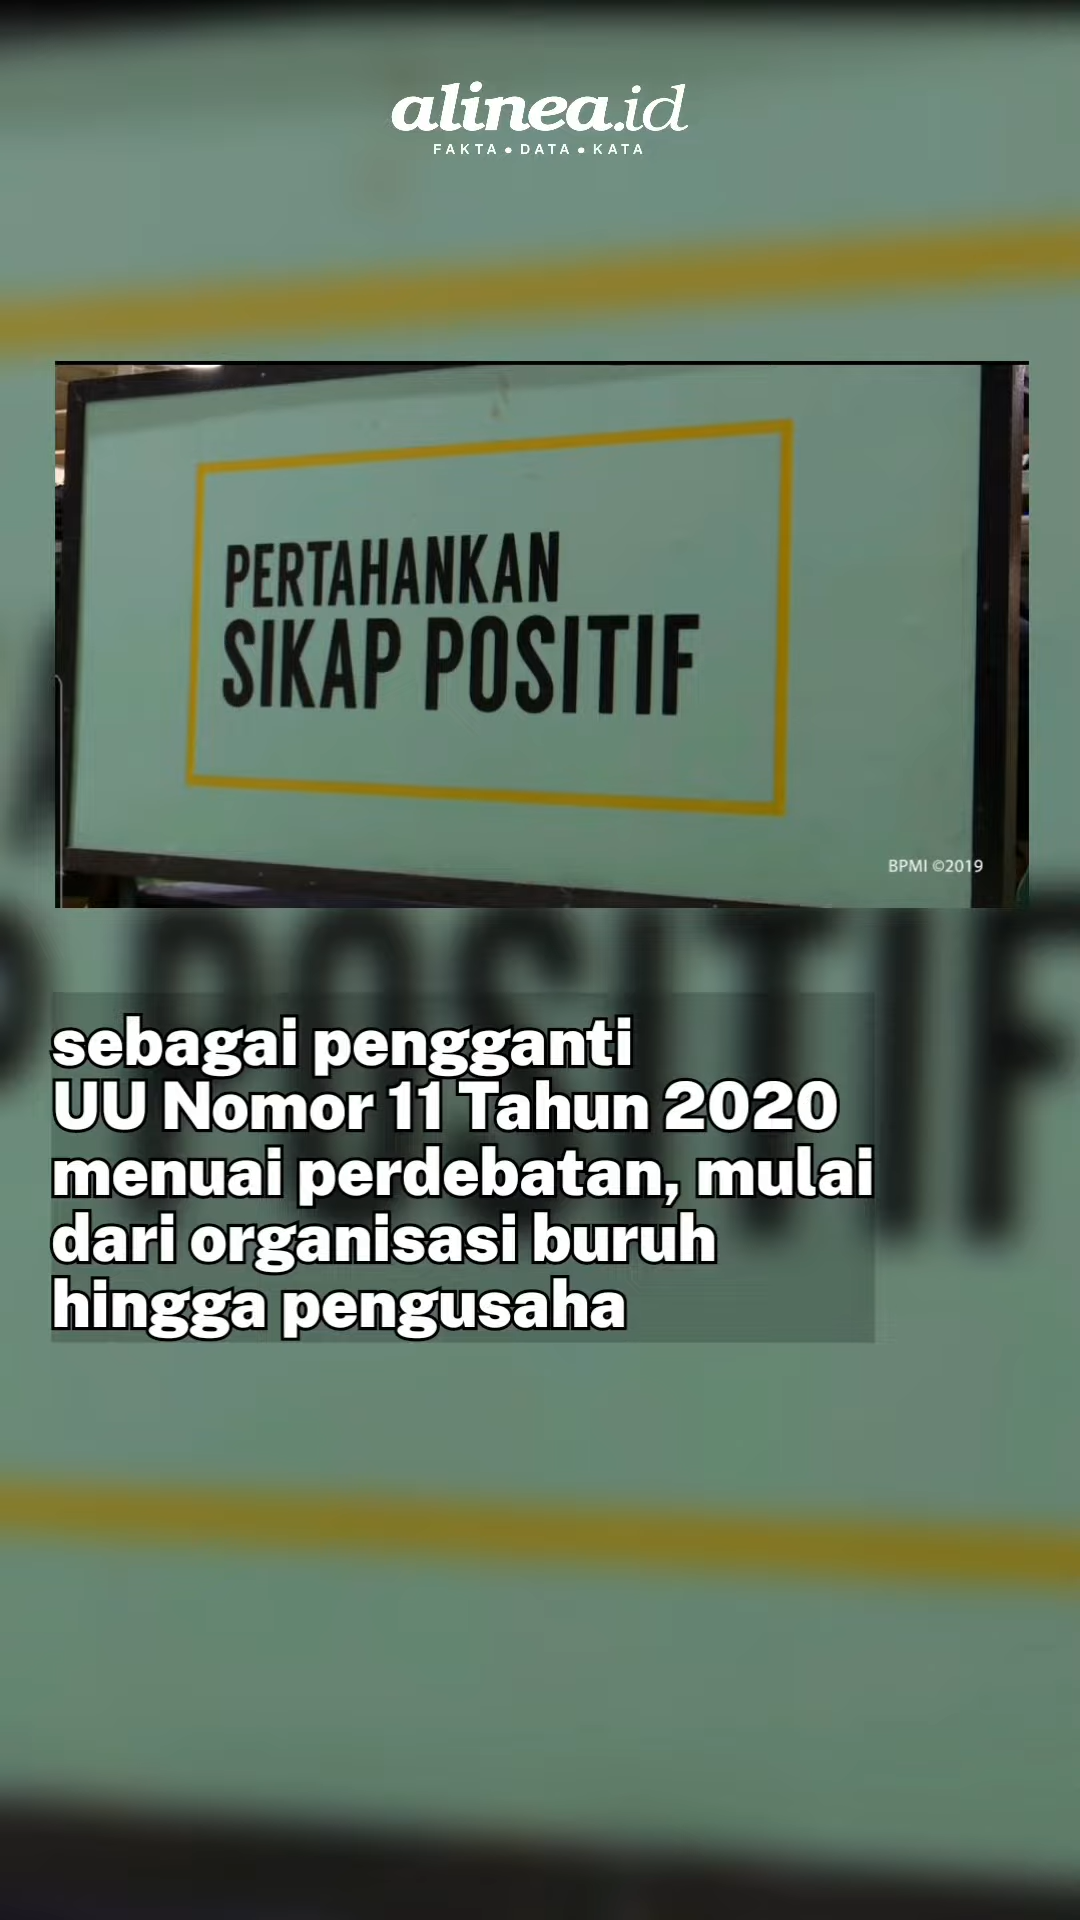 alinea.id
FAKTA • DATA • KATA
PERTAHANKAN
SIKAP POSITIF
BPMI ©2019
sebagai pengganti
UU Nomor 11 Tahun 2020
menuai perdebatan, mulai
dari organisasi buruh
hingga pengusaha